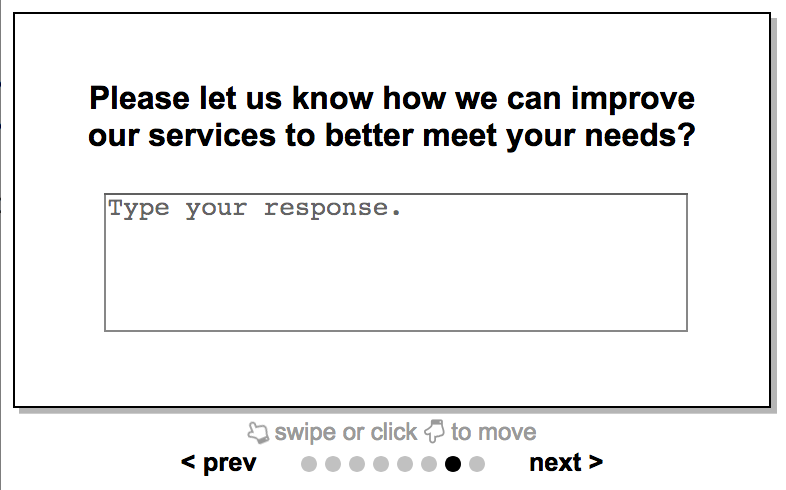 Please let us know how we can improve
our services to better meet your needs?
Type your response.
swipe or click to move
< prev next >